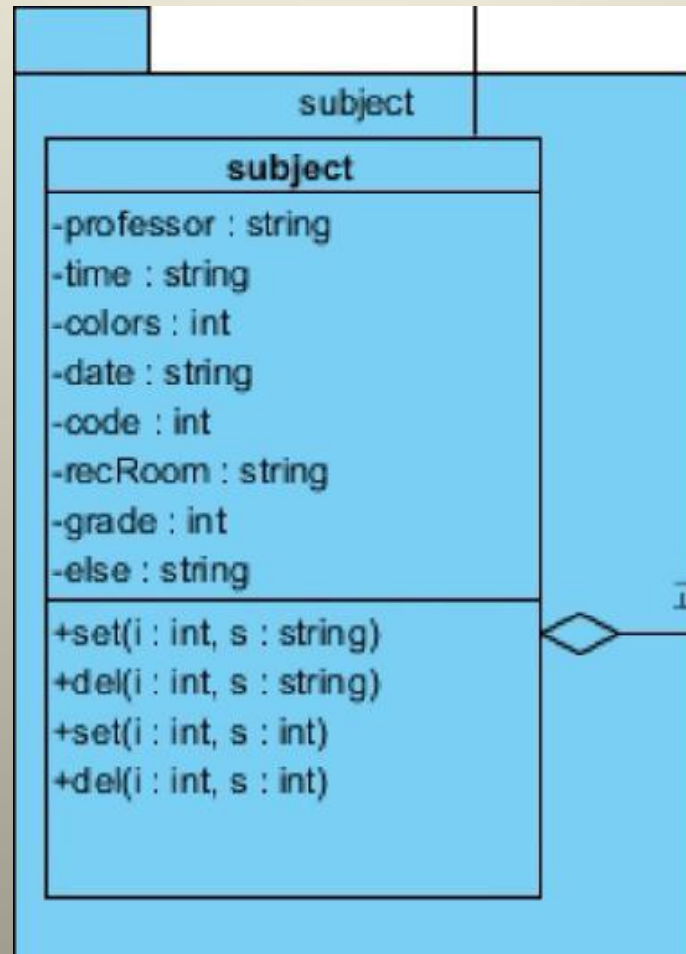 subject
subject
-professor : string
-time : string
-colors : int
-date : string
-code : int
-recRoom : string
-grade : int
-else : string
+set(i : int, s : string)
+del(i : int, s : string)
+set(i : int, s : int)
+del(i : int, s : int)